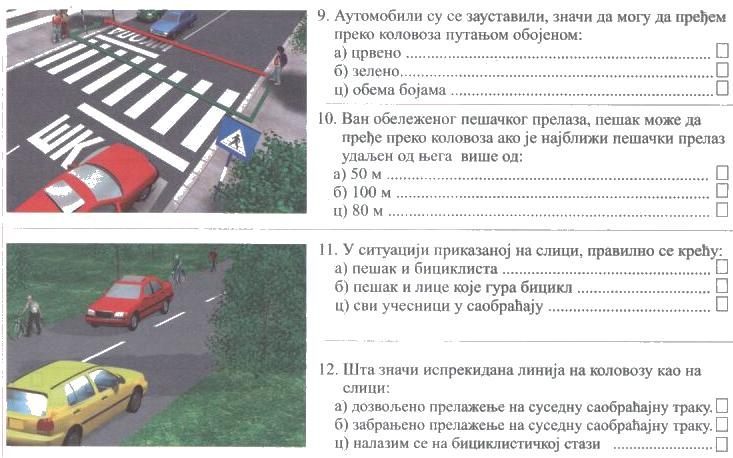 9. Аутомобили су се зауставили, значи да могу да пређем
преко коловоза путањом обојеном:
а) црвено
б) зелено
ц) обема бојама
10. Ван обележеног пешачког прелаза, пешак може да
пређе преко коловоза ако је најближи пешачки прелаз
удаљен од њега више од:
а) 50 м
б) 100 м
ц) 80 м
ШК
11. У ситуацији приказаној на слици, правилно се крећу:
а) пешак и бициклиста
б) пешак и лице које гура бицикл
ц) сви учесници у саобраћају
12. Шта значи испрекидана линија на коловозу као на
слици:
а) дозвољено прелажење на суседну саобраћајну траку.
б) забрањено прелажење на суседну саобраћајну траку.
ц) налазим се на бициклистичкој стази